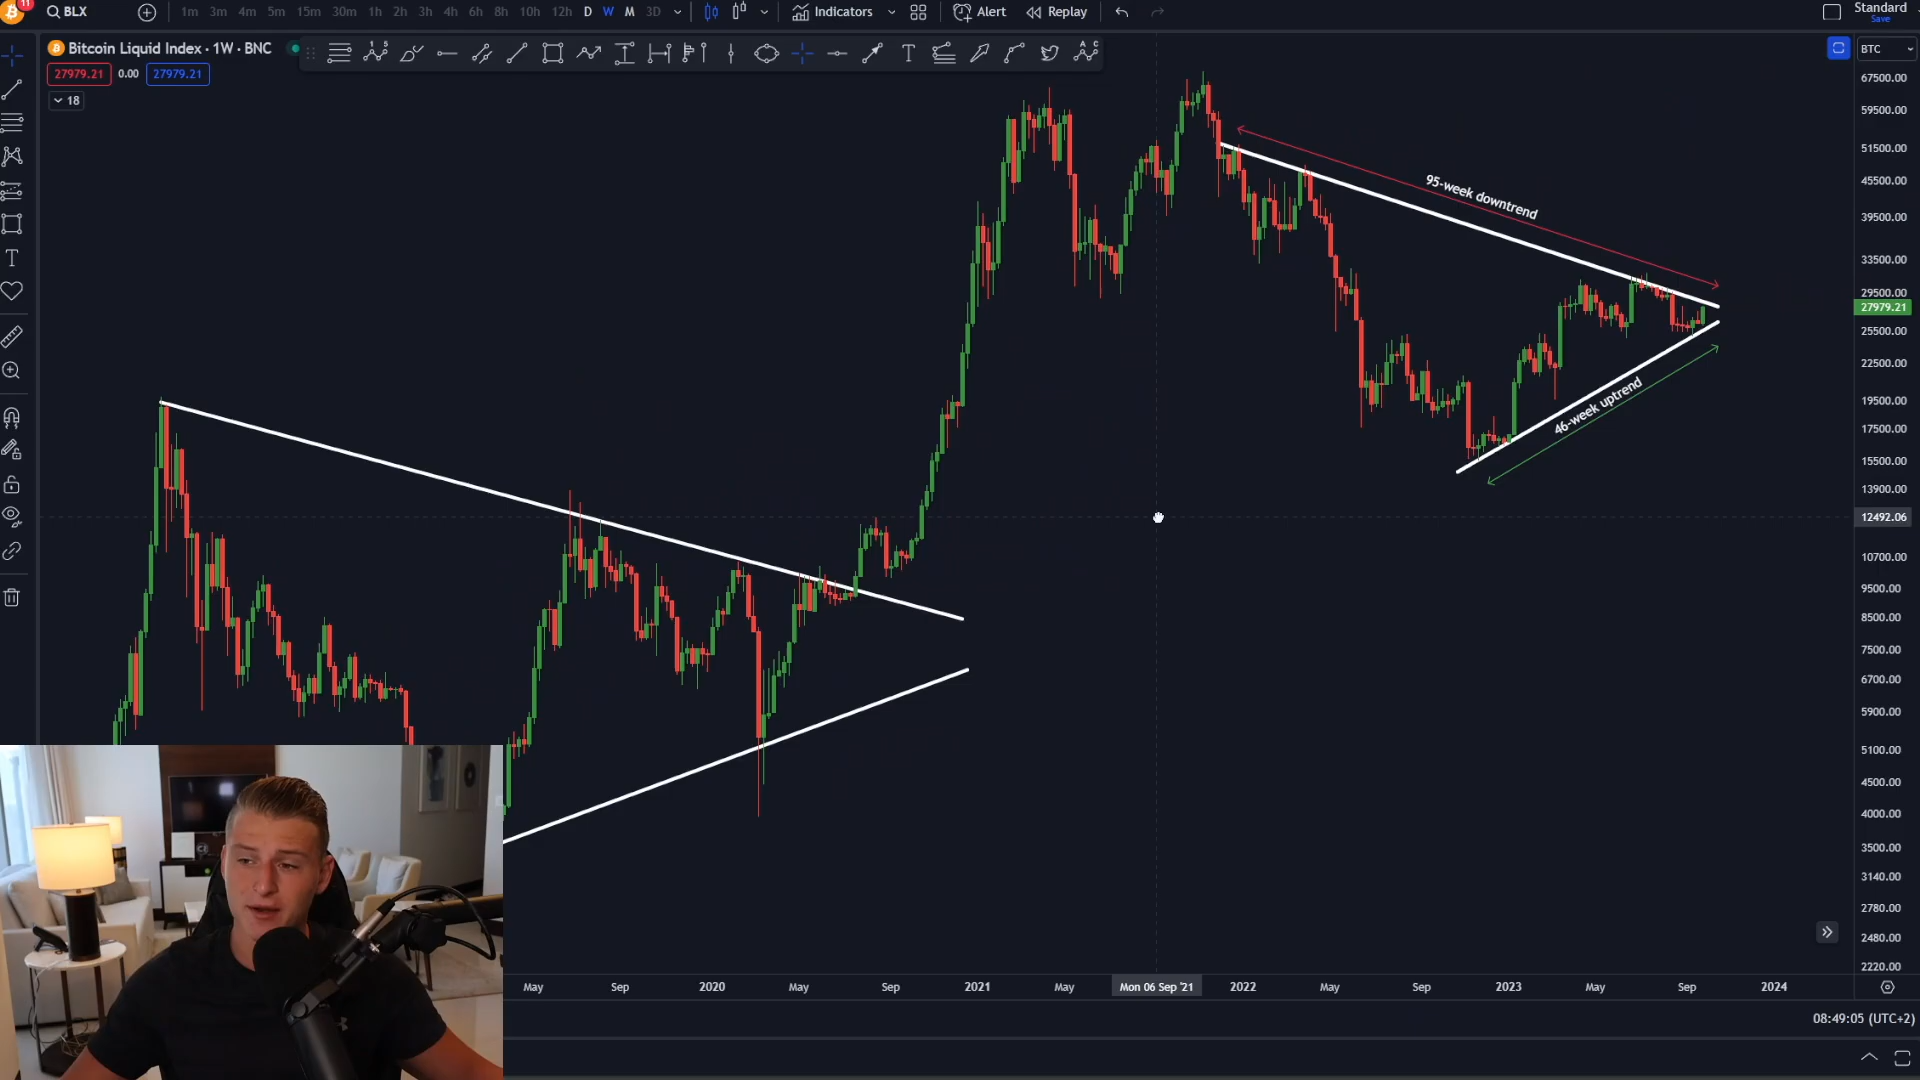 11
BLX
1m 3m 4m 5m 15m 30m 1h 2h 3h 4h 6h 8h 10h 12h D W M 3D
Indicators
Alert
Replay
Standard
Save
Bitcoin Liquid Index · 1W · BNC
27979.21 0.00 27979.21
18
BTC
67500.00
59500.00
51500.00
45500.00
39500.00
33500.00
29500.00
27979.21
25500.00
22500.00
19500.00
17500.00
15500.00
13900.00
12492.06
10700.00
9500.00
8500.00
7500.00
6700.00
5900.00
5100.00
4500.00
4000.00
3500.00
3140.00
2780.00
2480.00
2220.00
95-week downtrend
46-week uptrend
May Sep 2020 May Sep 2021 May Mon 06 Sep '21 2022 May Sep 2023 May Sep 2024
08:49:05 (UTC+2)